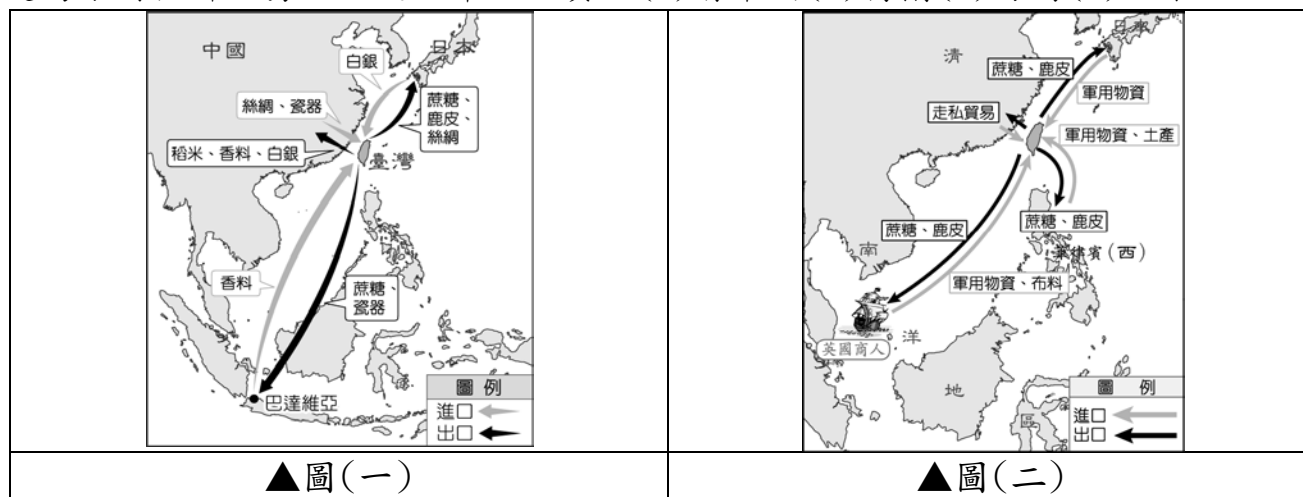 中國
日本
白銀
絲綢、瓷器
蔗糖、
鹿皮、
絲綢
稻米、香料、白銀
臺灣
香料
蔗糖、
瓷器
巴達維亞
圖例
進口
出口
▲圖(一)
日本
清
蔗糖、鹿皮
軍用物資
走私貿易
軍用物資、土產
蔗糖、鹿皮
蔗糖、鹿皮
菲律賓(西)
南
軍用物資、布料
英國商人
洋
地
區
圖例
進口
出口
▲圖(二)